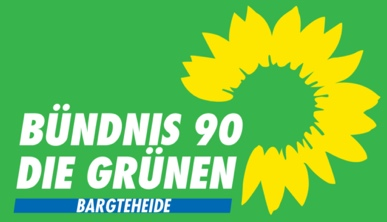 BÜNDNIS 90
DIE GRÜNEN
BARGTEHEIDE